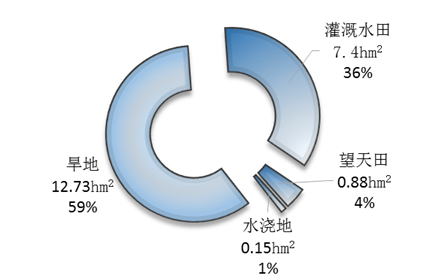 灌溉水田
7.4hm²
36%
望天田
0.88hm²
4%
水浇地
0.15hm²
1%
旱地
12.73hm²
59%